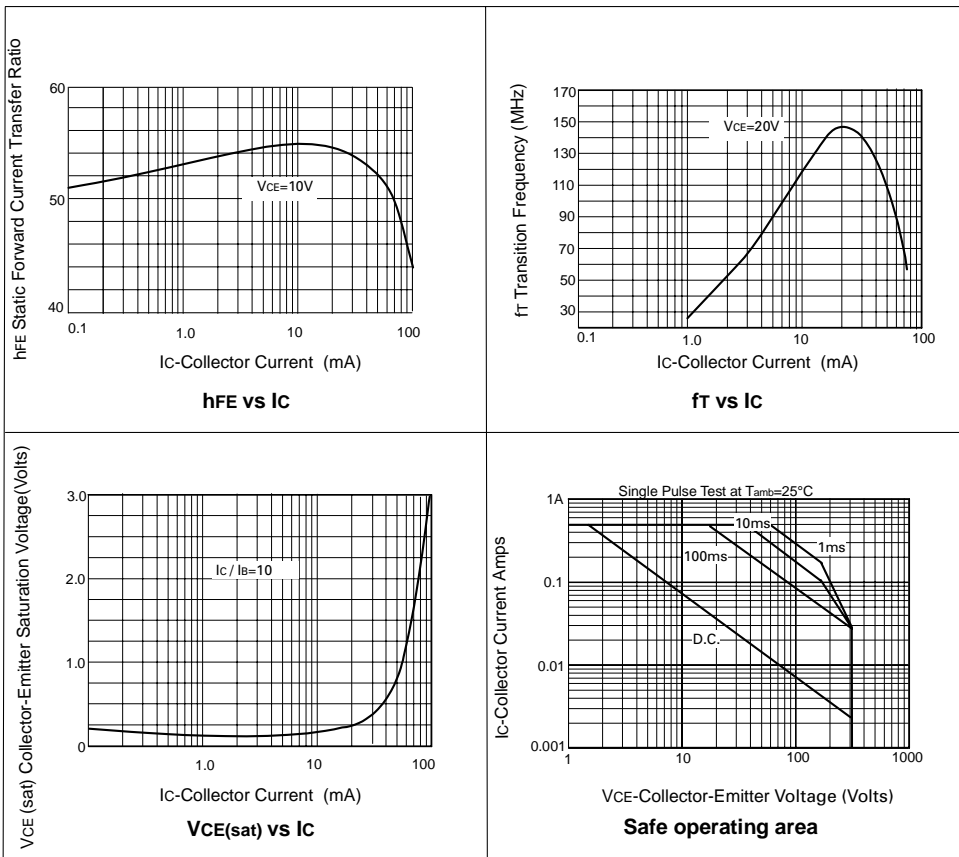 hFE Static Forward Current Transfer Ratio
60
50
40
VCE=10V
0.1
1.0
10
100
IC-Collector Current (mA)
hFE vs IC
fT Transition Frequency (MHz)
170
150
130
110
90
70
50
30
VCE=20V
0.1
1.0
10
100
IC-Collector Current (mA)
fT vs IC
VCE (sat) Collector-Emitter Saturation Voltage(Volts)
3.0
2.0
1.0
0
IC / IB=10
1.0
10
100
IC-Collector Current (mA)
VCE(sat) vs IC
IC-Collector Current Amps
Single Pulse Test at Tamb=25°C
1A
0.1
0.01
0.001
10ms
1ms
100ms
D.C.
1
10
100
1000
VCE-Collector-Emitter Voltage (Volts)
Safe operating area